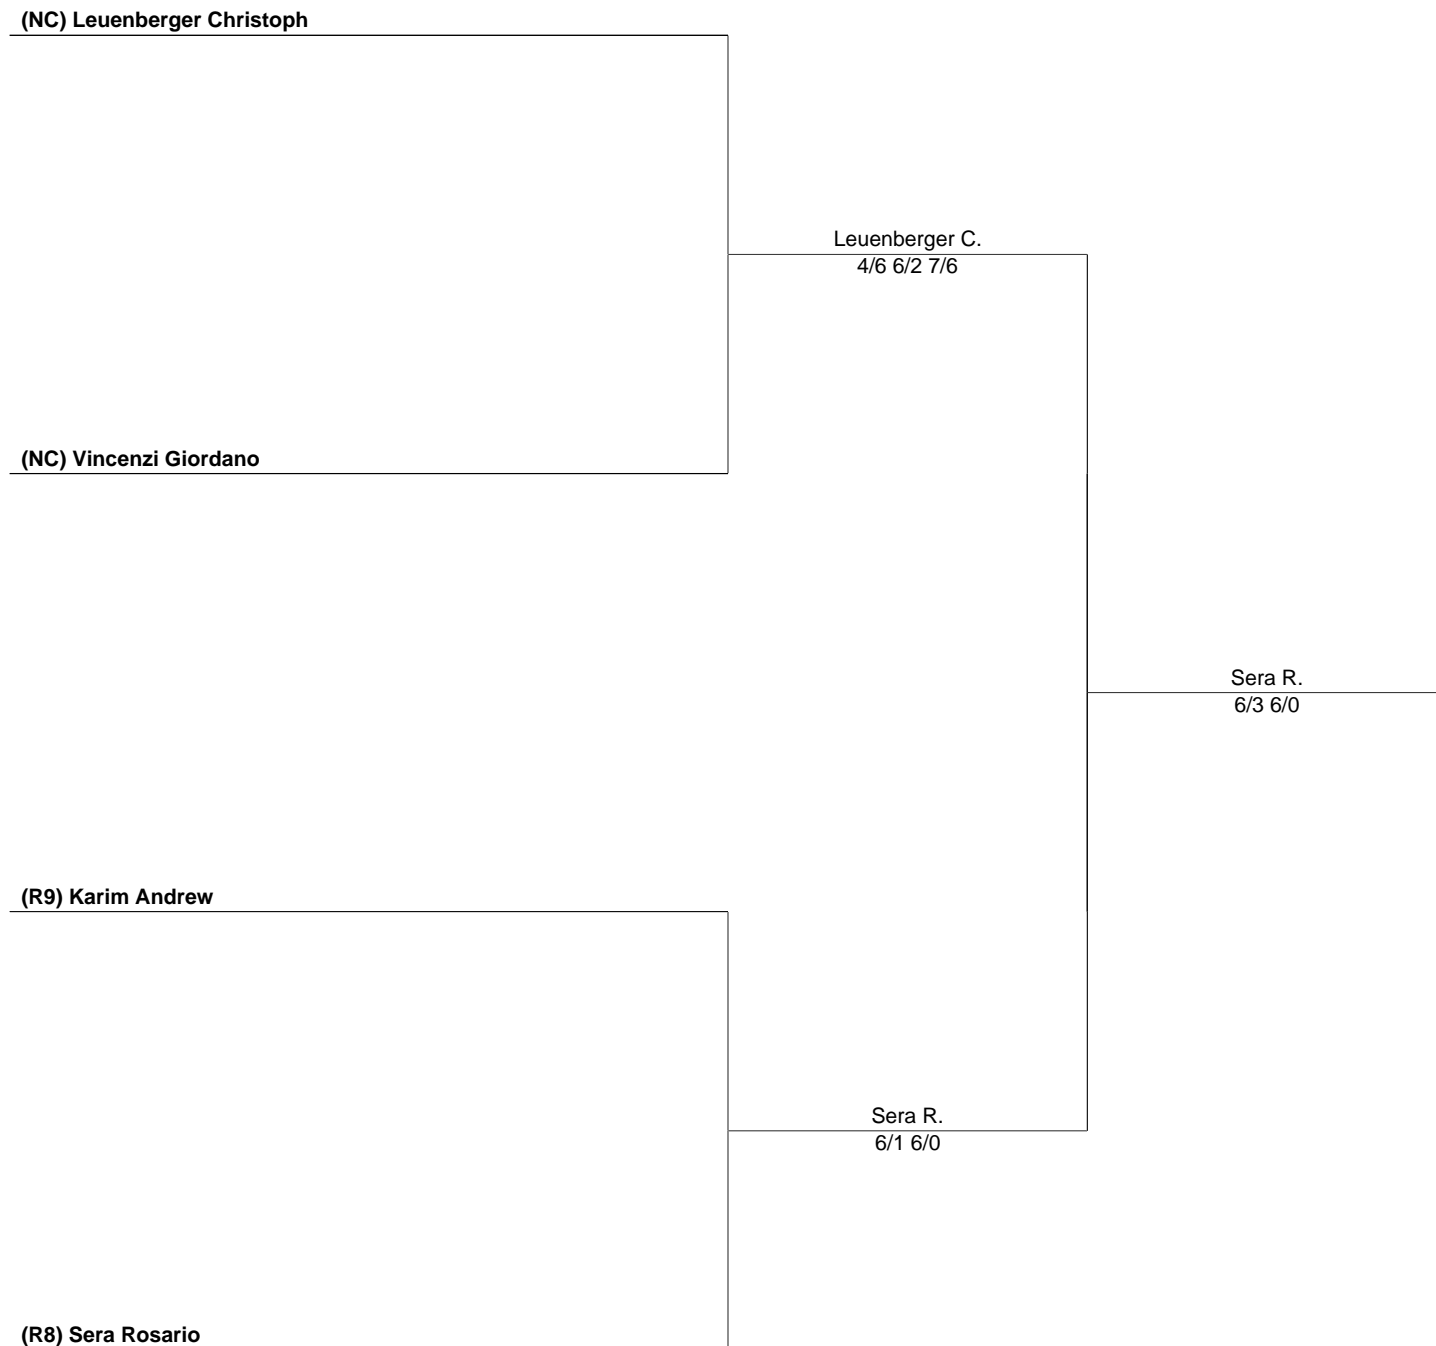 (NC) Leuenberger Christoph
Leuenberger C.
4/6 6/2 7/6
(NC) Vincenzi Giordano
Sera R.
6/3 6/0
(R9) Karim Andrew
Sera R.
6/1 6/0
(R8) Sera Rosario